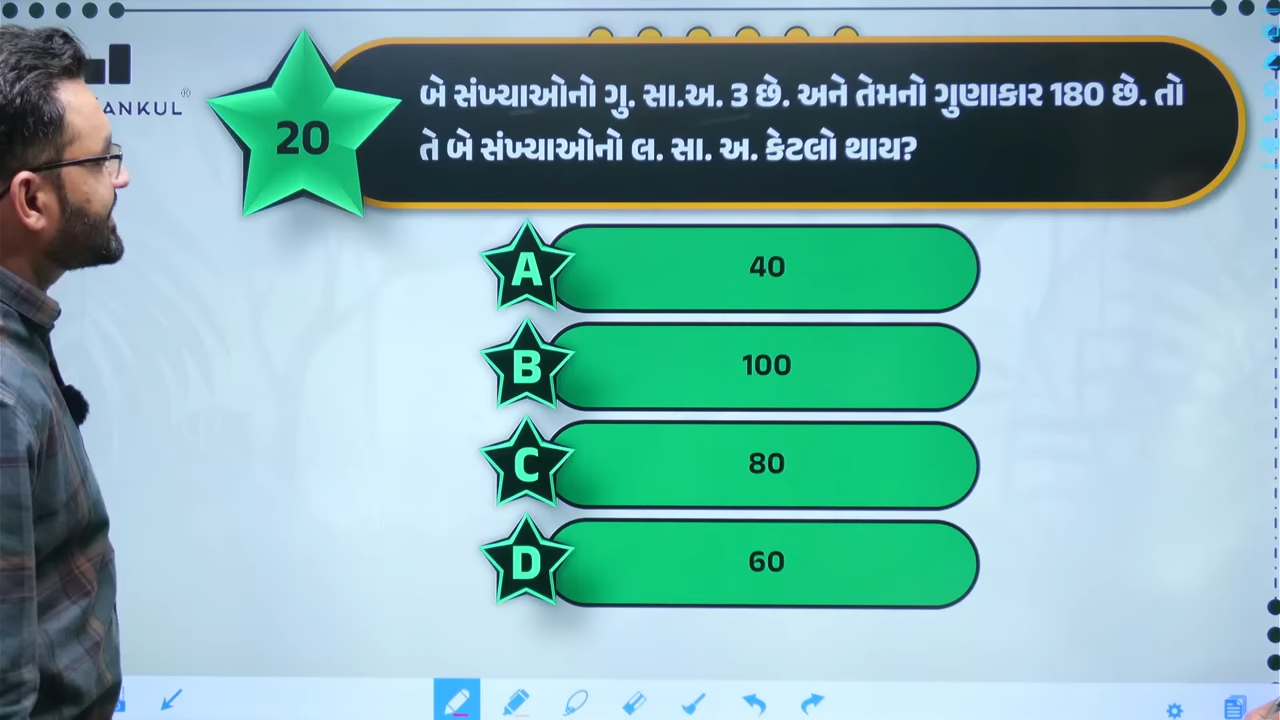 ANKUL®
20
બે સંખ્યાઓનો ગુ. સા.અ. 3 છે. અને તેમનો ગુણાકાર 180 છે. તો
તે બે સંખ્યાઓનો લ. સા. અ. કેટલો થાય?
A 40
B 100
C 80
D 60